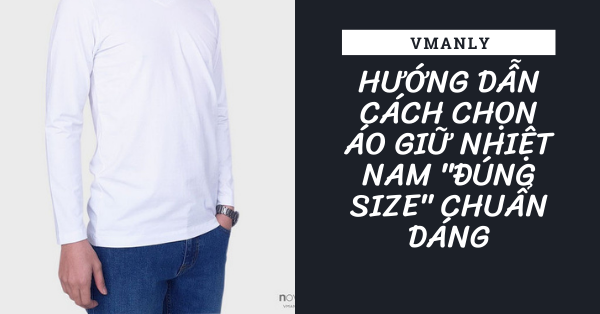 VMANLY
HƯỚNG DẪN
CÁCH CHỌN
ÁO GIỮ NHIỆT
NAM "ĐÚNG
SIZE" CHUẨN
DÁNG